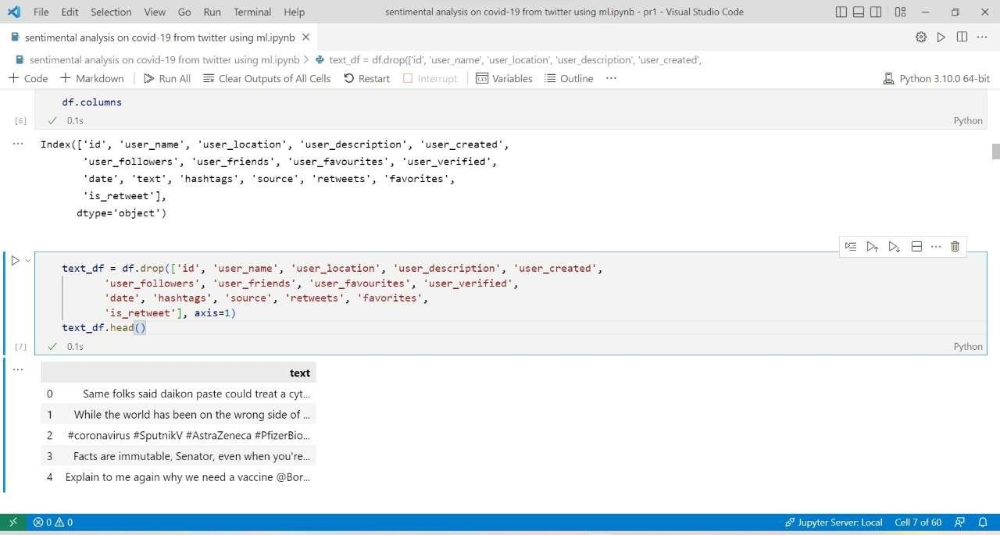 File Edit Selection View Go Run Terminal Help sentimental analysis on covid-19 from twitter using ml.ipynb - pr1 - Visual Studio Code
sentimental analysis on covid-19 from twitter using ml.ipynb
sentimental analysis on covid-19 from twitter using ml.ipynb > text_df = df.drop(['id', 'user_name', 'user_location', 'user_description', 'user_created',
+ Code + Markdown Run All Clear Outputs of All Cells Restart Interrupt Variables Outline ... Python 3.10.0 64-bit
df.columns
[6] 0.1s Python
Index(['id', 'user_name', 'user_location', 'user_description', 'user_created',
'user_followers', 'user_friends', 'user_favourites', 'user_verified',
'date', 'text', 'hashtags', 'source', 'retweets', 'favorites',
'is_retweet'],
dtype='object')
text_df = df.drop(['id', 'user_name', 'user_location', 'user_description', 'user_created',
'user_followers', 'user_friends', 'user_favourites', 'user_verified',
'date', 'hashtags', 'source', 'retweets', 'favorites',
'is_retweet'], axis=1)
text_df.head()
[7] 0.1s Python
text
0 Same folks said daikon paste could treat a cyt...
1 While the world has been on the wrong side of ...
2 #coronavirus #SputnikV #AstraZeneca #PfizerBio...
3 Facts are immutable, Senator, even when you're...
4 Explain to me again why we need a vaccine @Bor...
0 0 Jupyter Server: Local Cell 7 of 60